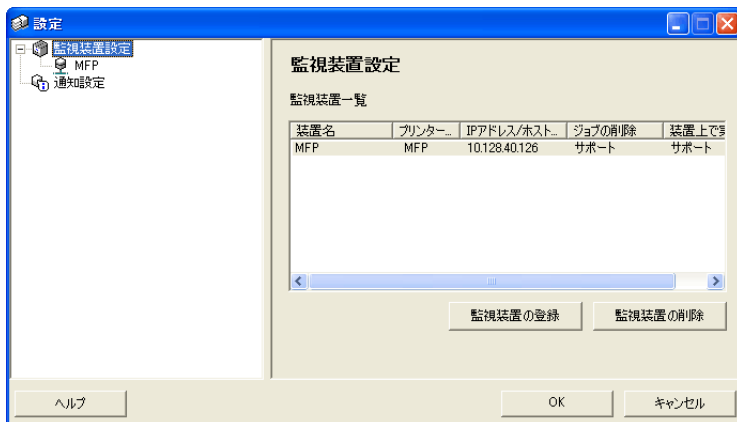 設定
監視装置設定
MFP
通知設定
監視装置設定
監視装置一覧
装置名 プリンター... IPアドレス/ホスト... ジョブの削除 装置上で実
MFP MFP 10.128.40.126 サポート サポート
監視装置の登録 監視装置の削除
ヘルプ OK キャンセル